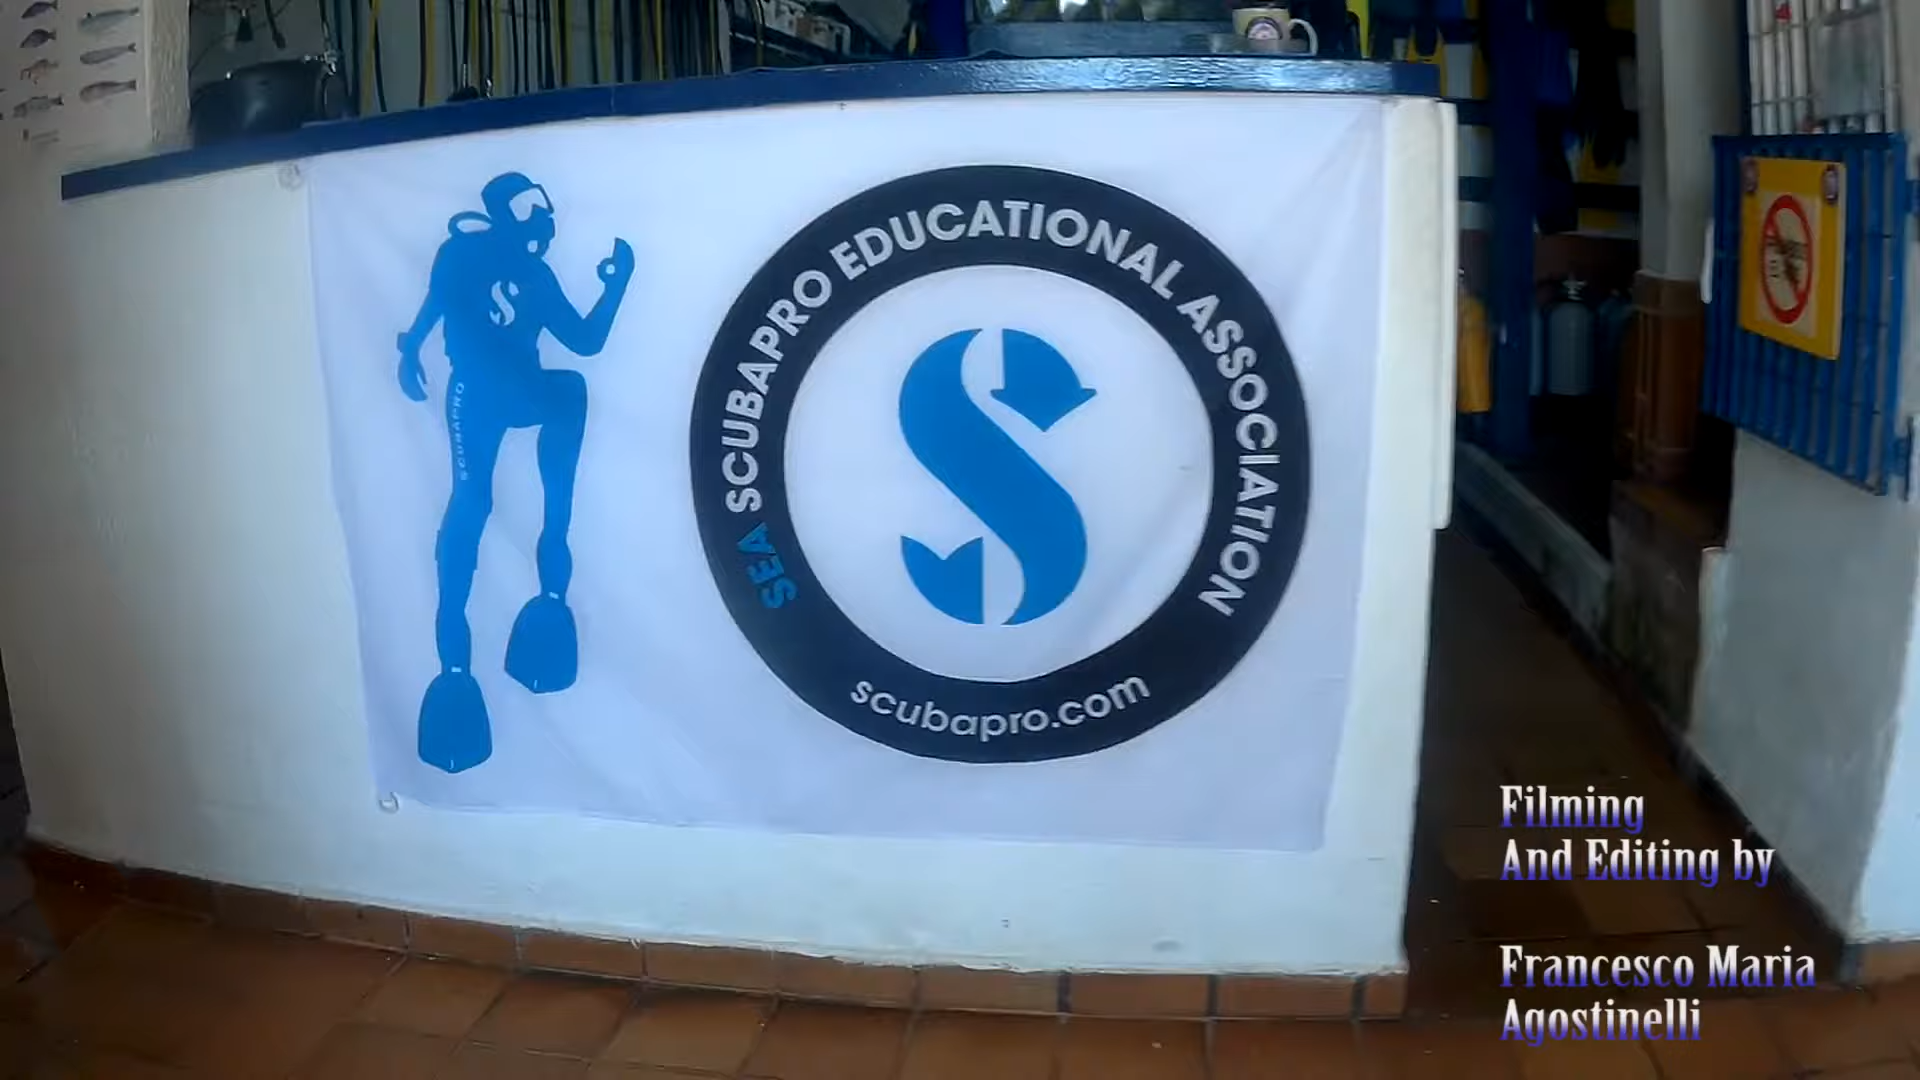 SEA SCUBAPRO EDUCATIONAL ASSOCIATION
scubapro.com
SCUBAPRO
Filming
And Editing by
Francesco Maria
Agostinelli